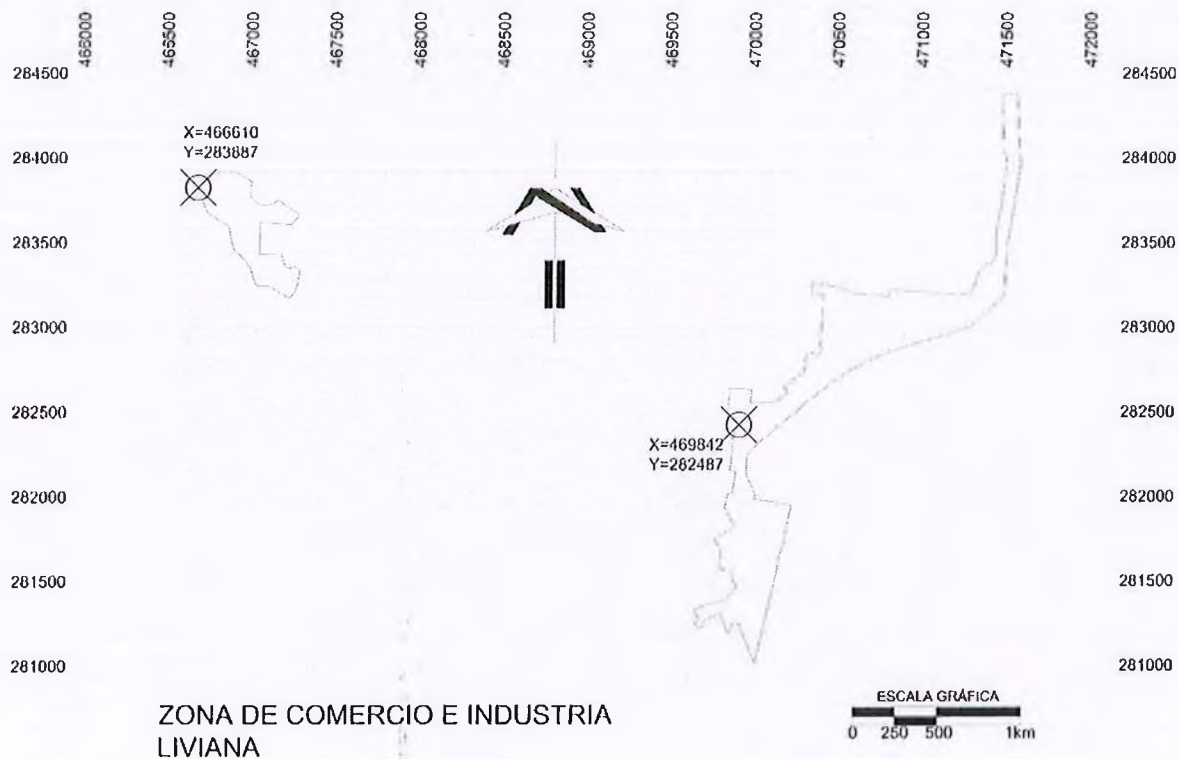 466000
466500
467000
467500
468000
468500
469000
469500
470000
470500
471000
471500
472000
284500 284500
X=466610
Y=283887
284000 284000
283500 283500
283000 283000
282500 282500
X=469842
Y=282487
282000 282000
281500 281500
281000 281000
ZONA DE COMERCIO E INDUSTRIA
LIVIANA
ESCALA GRÁFICA
0 250 500 1km